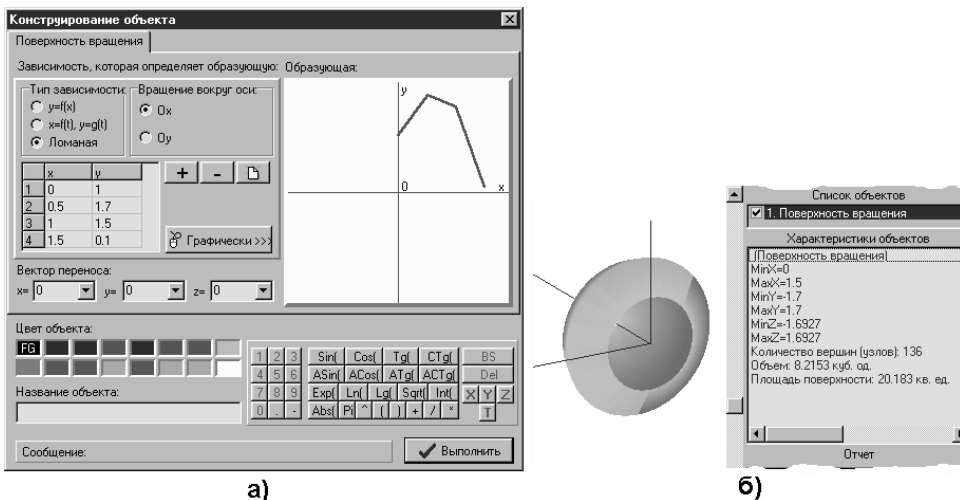 Конструирование объекта
Поверхность вращения
Зависимость, которая определяет образующую: Образующая:
Тип зависимости: Вращение вокруг оси:
y=f(x)
x=f(t), y=g(t)
Ломаная
Ox
Oy
x y
1 0 1
2 0.5 1.7
3 1 1.5
4 1.5 0.1
+ -
Графически >>>
y
0 x
Вектор переноса:
x= 0 y= 0 z= 0
Цвет объекта:
FG
Название объекта:
1 2 3 Sin( Cos( Tg( CTg( BS
4 5 6 ASin( ACos( ATg( ACTg( Del
7 8 9 Exp( Ln( Lg( Sqrt( Int( X Y Z
0 . - Abs( Pi ^ ( ) + / * T
Сообщение:
Выполнить
а)
Список объектов
1. Поверхность вращения
Характеристики объектов
(Поверхность вращения)
MinX=0
MaxX=1.5
MinY=-1.7
MaxY=1.7
MinZ=-1.6927
MaxZ=1.6927
Количество вершин (узлов): 136
Объем: 8.2153 куб. од.
Площадь поверхности: 20.183 кв. ед.
Отчет
б)